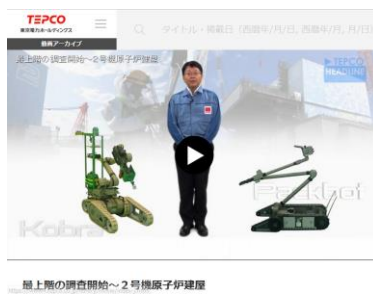 TEPCO
東京電力ホールディングス
動画アーカイブ
タイトル・掲載日（西暦年/月/日、西暦年/月、月/日）
最上階の調査開始～２号機原子炉建屋
TEPCO
HEADLINE
Kobra
PackBot
最上階の調査開始～２号機原子炉建屋